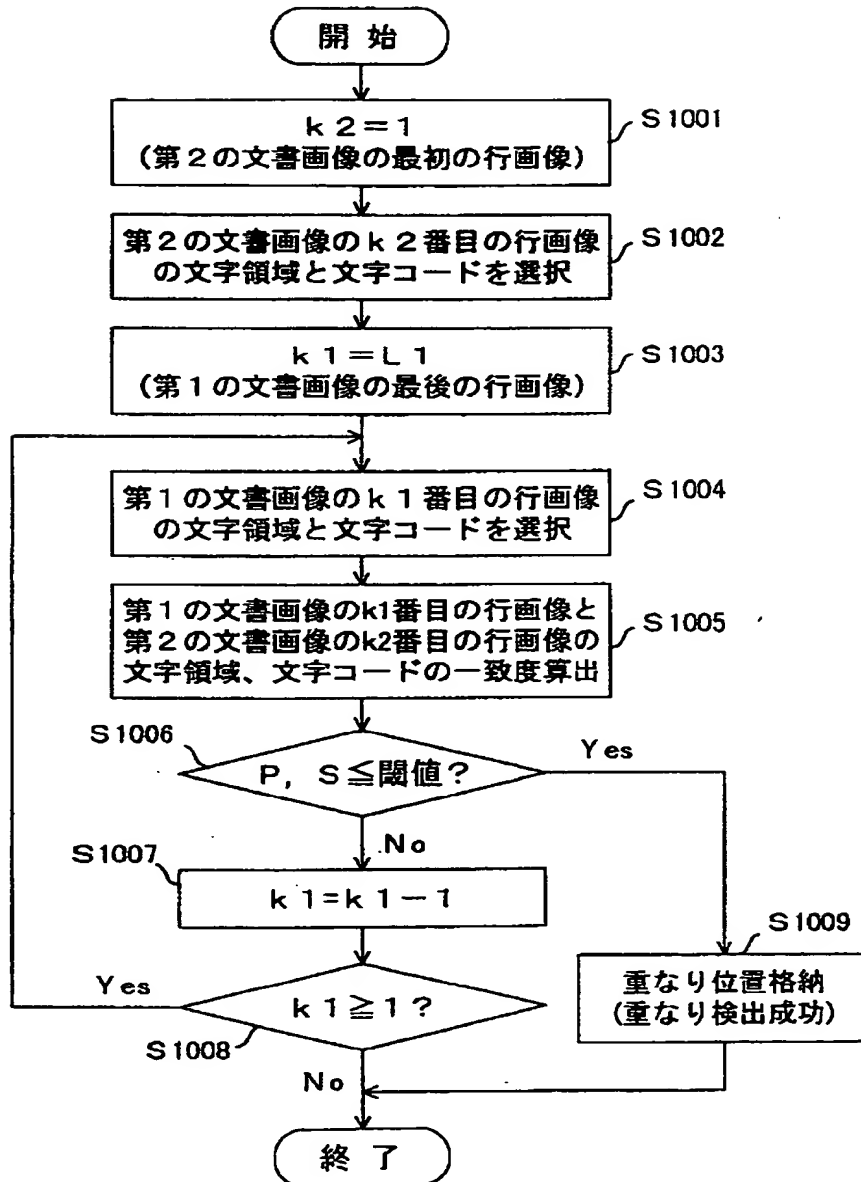 開 始
k2=1
(第2の文書画像の最初の行画像)
S1001
第2の文書画像のk2番目の行画像
の文字領域と文字コードを選択
S1002
k1=L1
(第1の文書画像の最後の行画像)
S1003
第1の文書画像のk1番目の行画像
の文字領域と文字コードを選択
S1004
第1の文書画像のk1番目の行画像と
第2の文書画像のk2番目の行画像の
文字領域、文字コードの一致度算出
S1005
S1006
P, S≦閾値?
Yes
No
S1007
k1=k1-1
S1009
重なり位置格納
(重なり検出成功)
Yes
k1≧1?
S1008
No
終 了